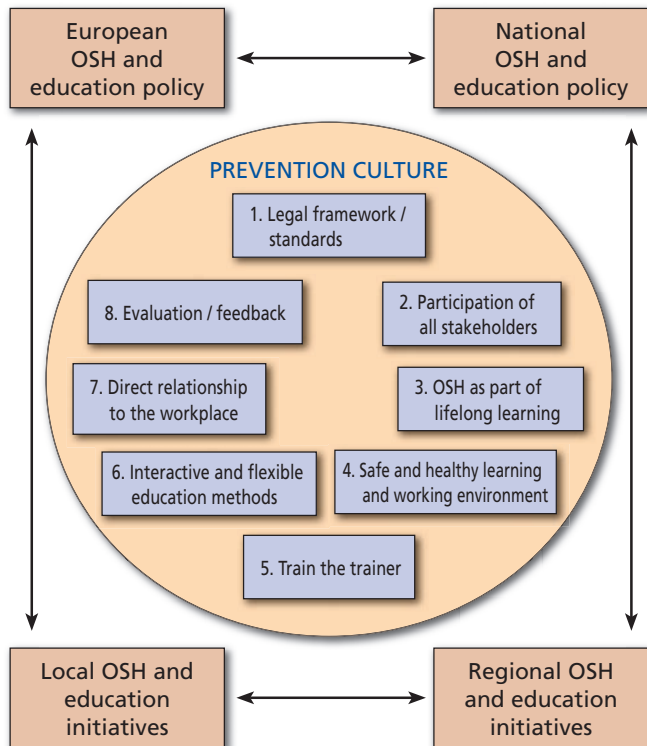 European
OSH and
education policy
National
OSH and
education policy
PREVENTION CULTURE
1. Legal framework /
standards
8. Evaluation / feedback
2. Participation of
all stakeholders
7. Direct relationship
to the workplace
3. OSH as part of
lifelong learning
6. Interactive and flexible
education methods
4. Safe and healthy learning
and working environment
5. Train the trainer
Local OSH and
education
initiatives
Regional OSH
and education
initiatives